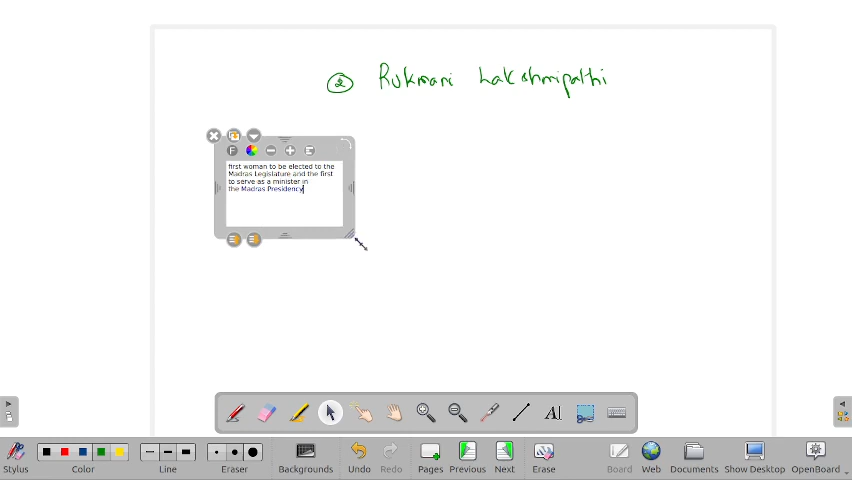 2 Rukmani Lakshmipathi
F
first woman to be elected to the
Madras Legislature and the first
to serve as a minister in
the Madras Presidency
A
Stylus
Color
Line
Eraser
Backgrounds
Undo
Redo
Pages
Previous
Next
Erase
Board
Web
Documents
Show Desktop
OpenBoard